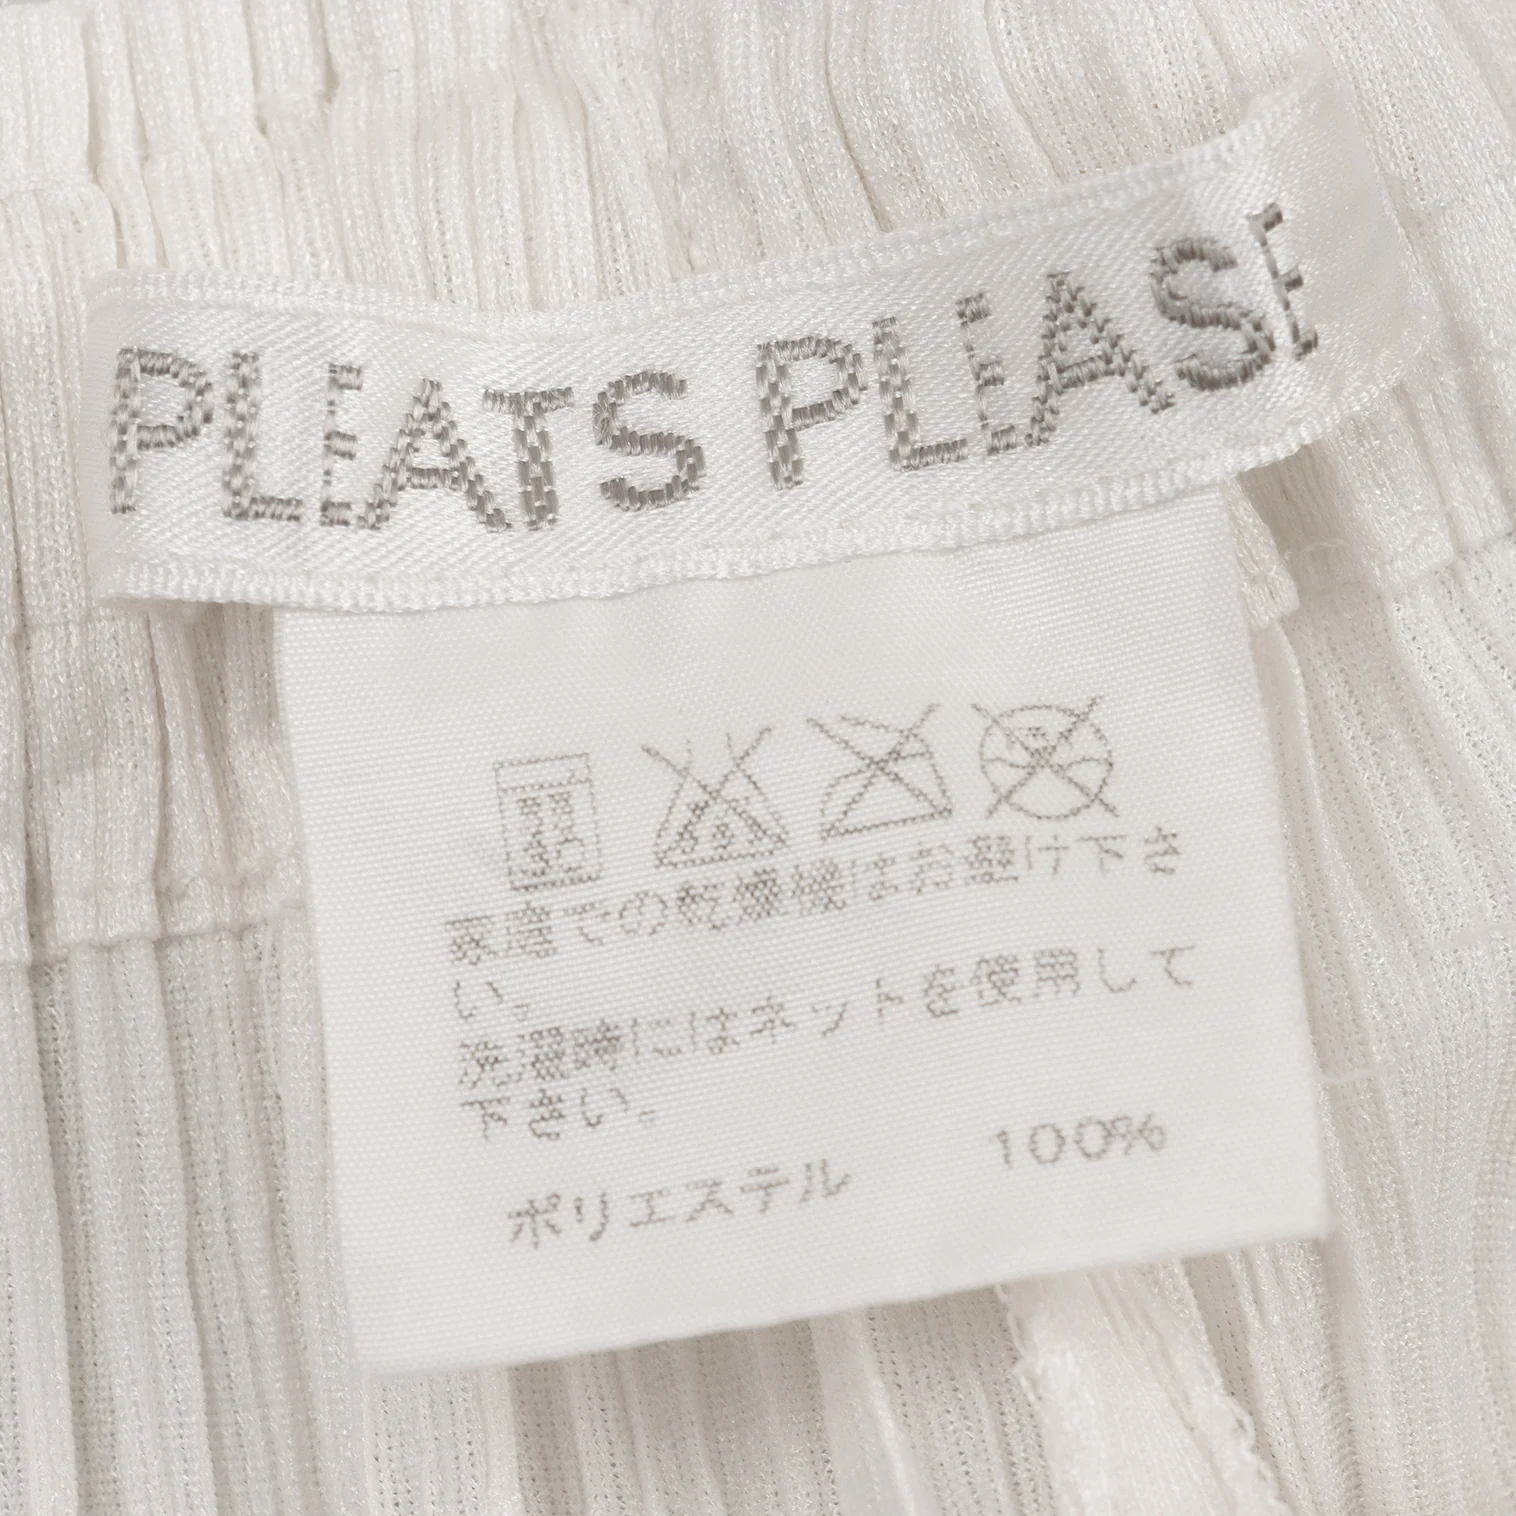 PLEATS PLEASE
家庭での乾燥機はお避け下さ
い。
洗濯時にはネットを使用して
下さい。
ポリエステル 100%